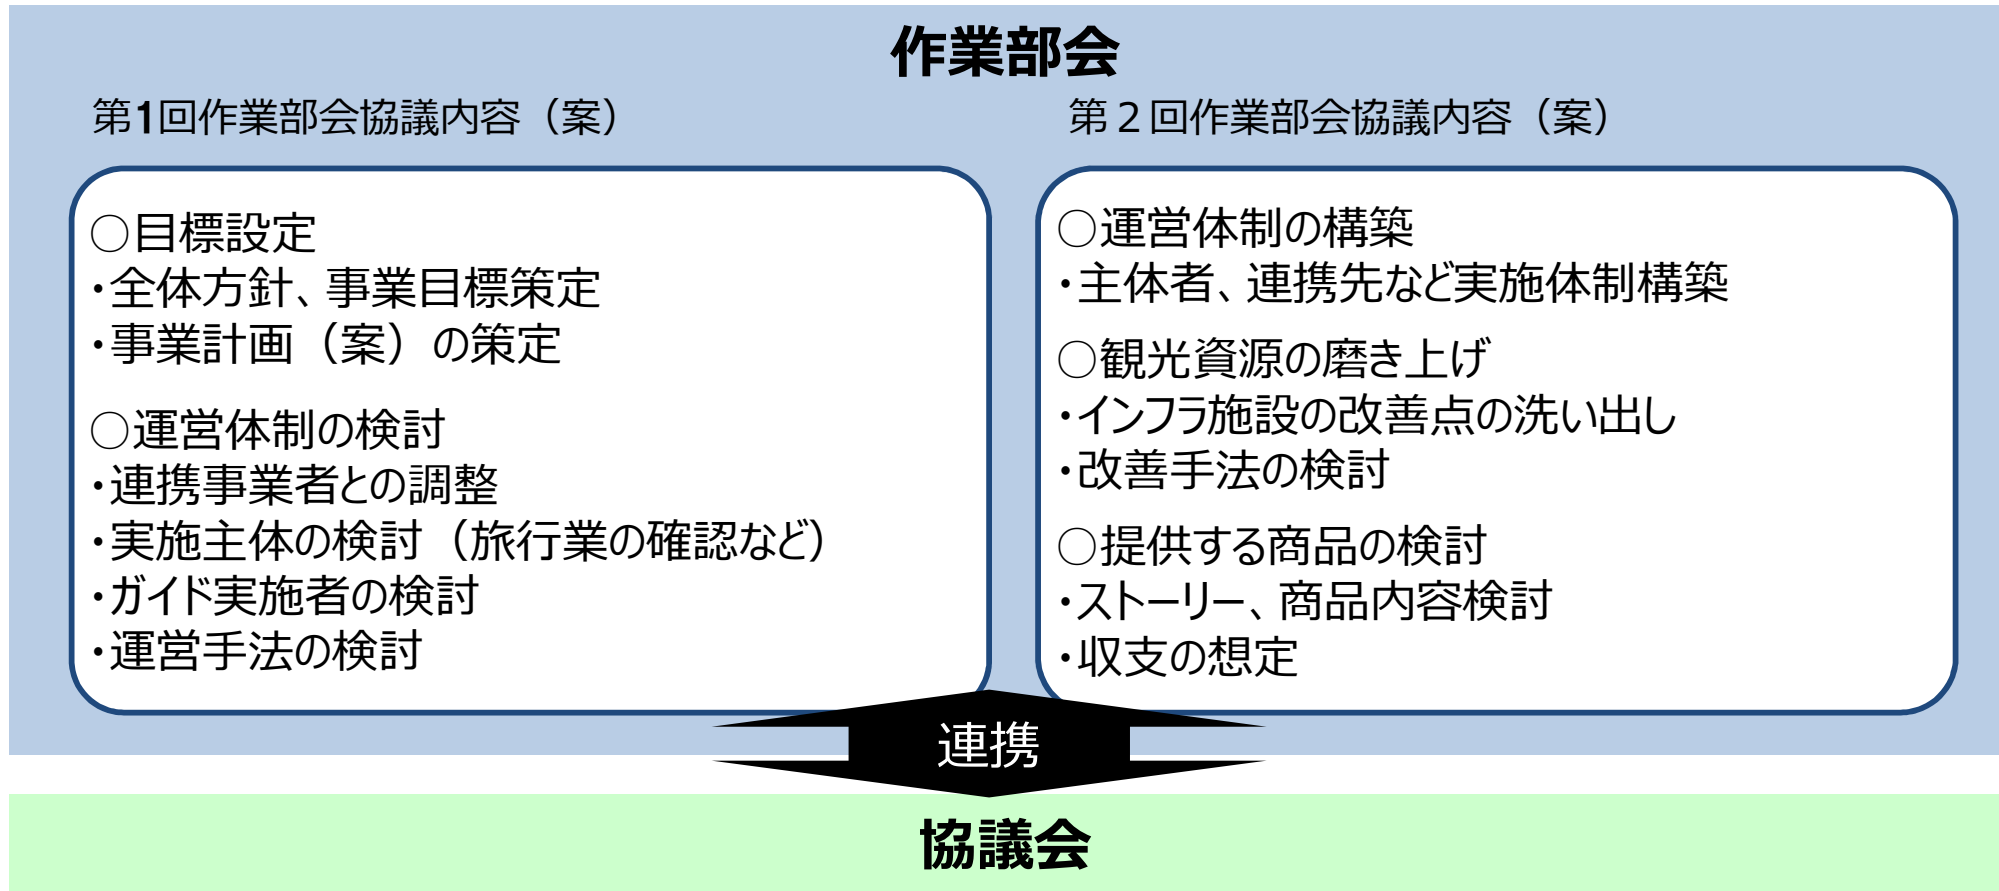 作業部会
第1回作業部会協議内容（案）
○目標設定
・全体方針、事業目標策定
・事業計画（案）の策定
○運営体制の検討
・連携事業者との調整
・実施主体の検討（旅行業の確認など）
・ガイド実施者の検討
・運営手法の検討
第２回作業部会協議内容（案）
○運営体制の構築
・主体者、連携先など実施体制構築
○観光資源の磨き上げ
・インフラ施設の改善点の洗い出し
・改善手法の検討
○提供する商品の検討
・ストーリー、商品内容検討
・収支の想定
連携
協議会